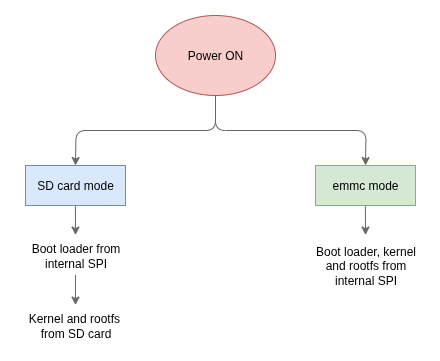 Power ON
SD card mode
emmc mode
Boot loader from
internal SPI
Boot loader, kernel
and rootfs from
internal SPI
Kernel and rootfs
from SD card